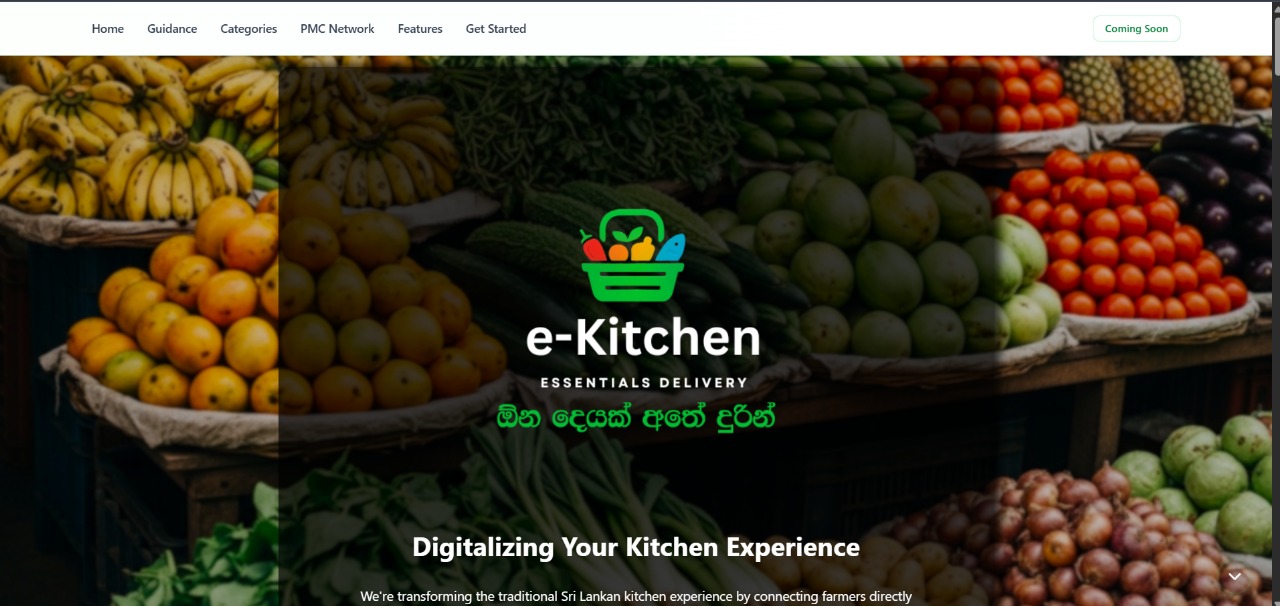 Home Guidance Categories PMC Network Features Get Started Coming Soon
e-Kitchen
ESSENTIALS DELIVERY
ඕන දෙයක් අතේ දුරින්
Digitalizing Your Kitchen Experience
We're transforming the traditional Sri Lankan kitchen experience by connecting farmers directly